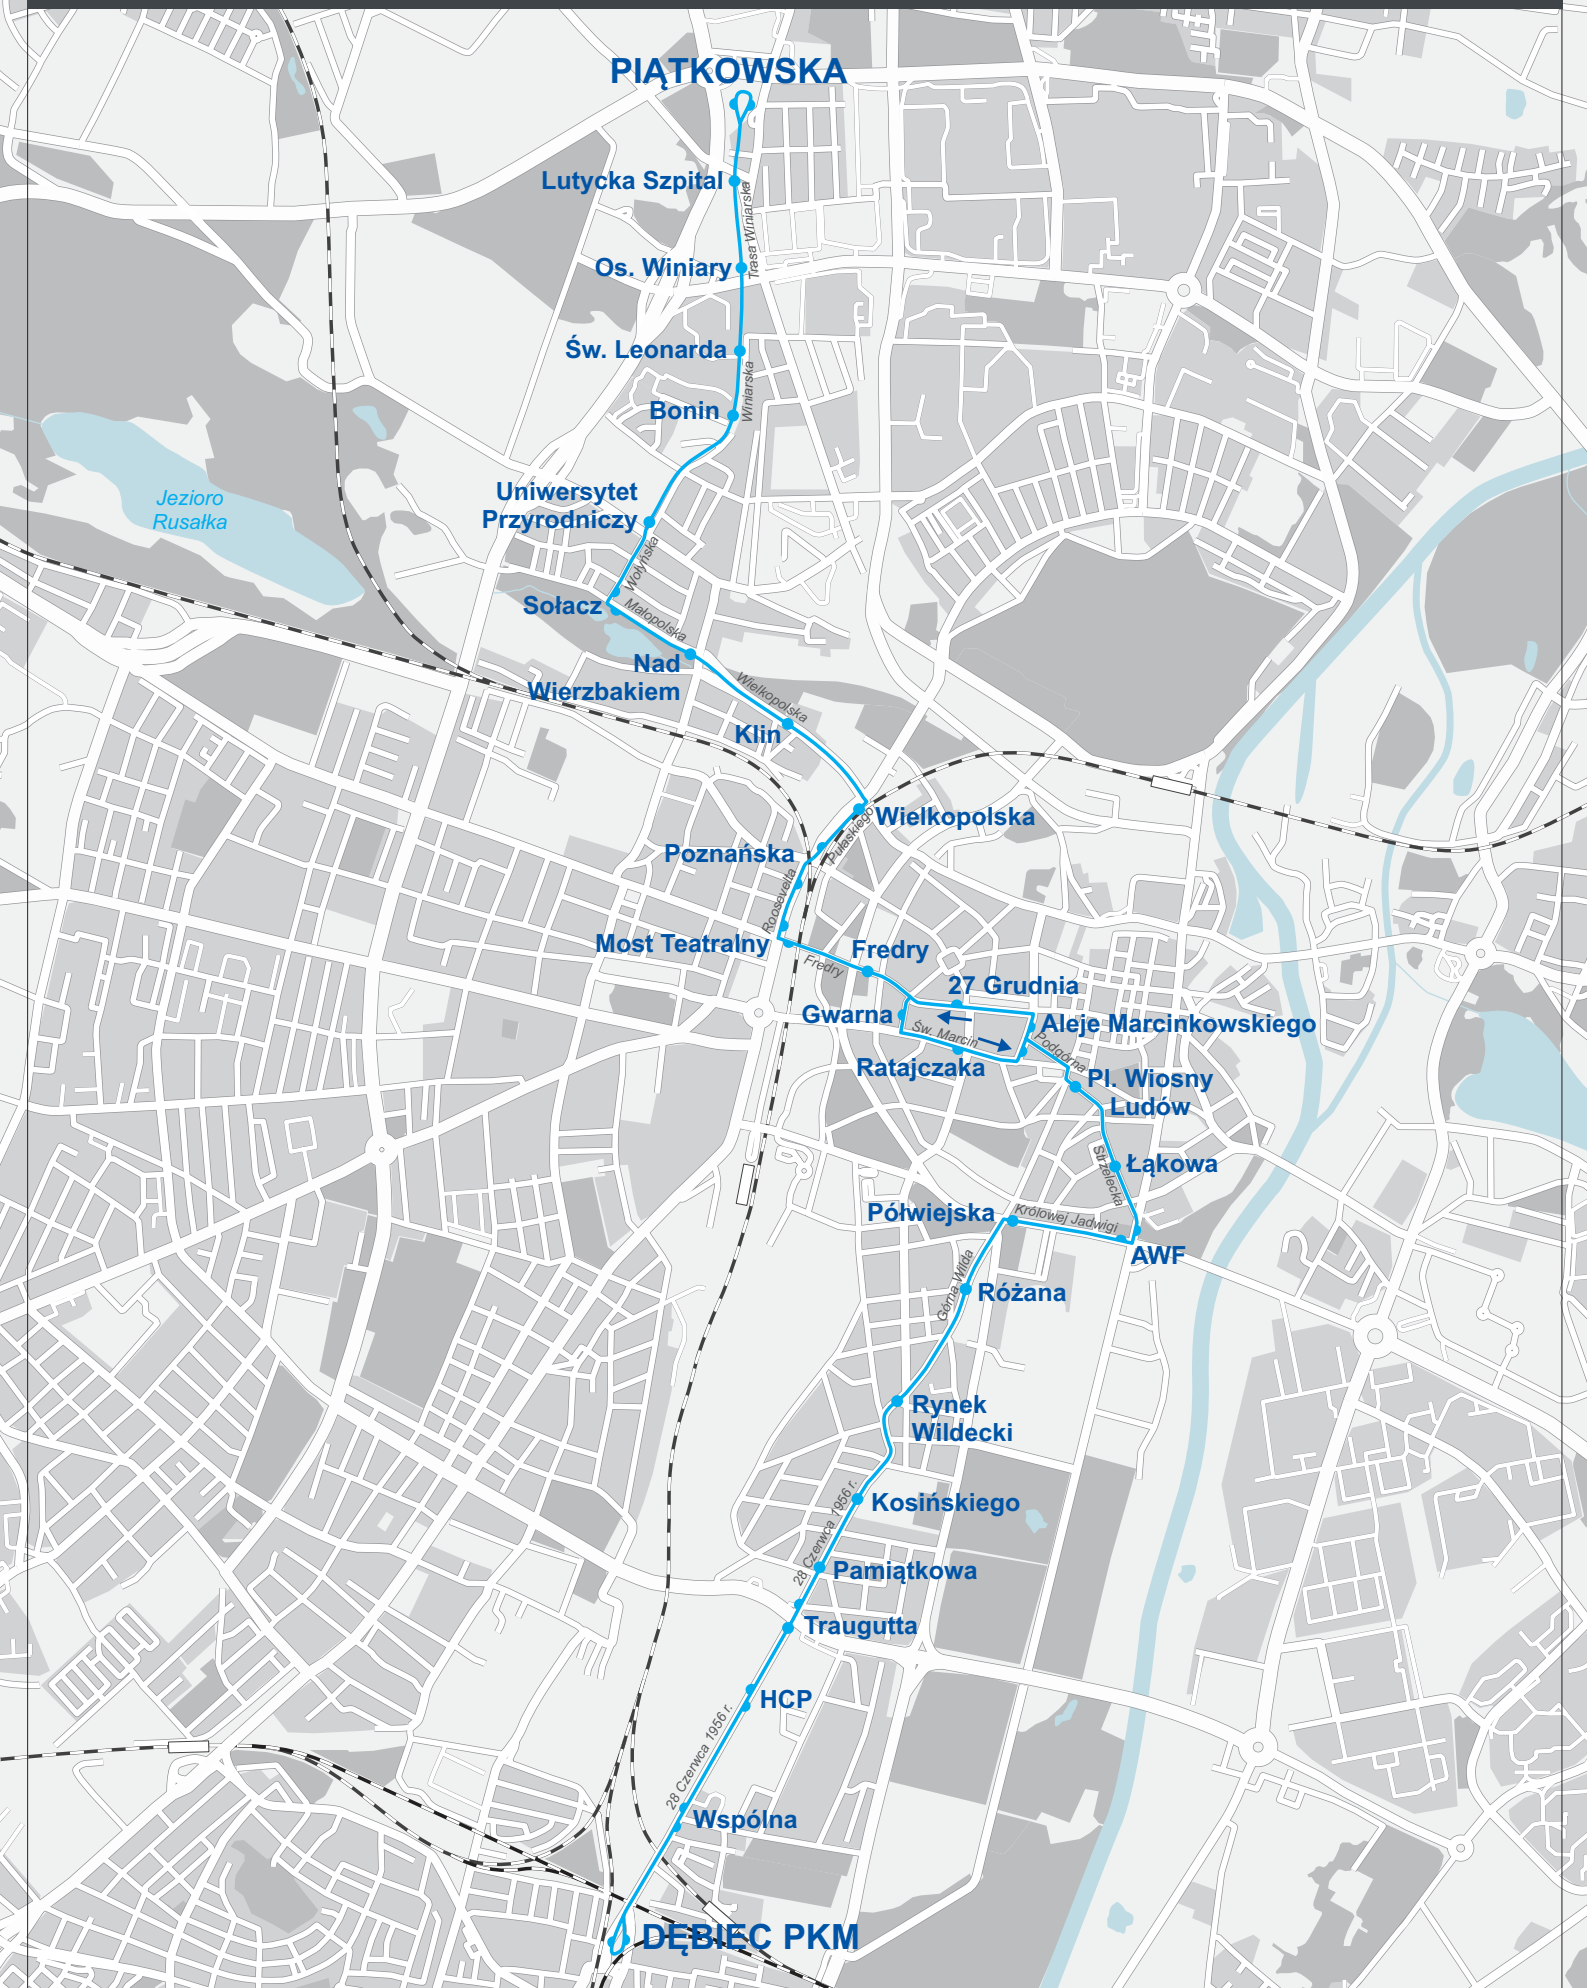 PIĄTKOWSKA
Lutycka Szpital
Trasa Winiarska
Os. Winiary
Św. Leonarda
Winiarska
Bonin
Jezioro
Rusałka
Uniwersytet
Przyrodniczy
Wołyńska
Sołacz
Małopolska
Nad
Wierzbakiem
Wielkopolska
Klin
Wielkopolska
Pułaskiego
Poznańska
Roosevelta
Most Teatralny
Fredry
Fredry
27 Grudnia
Gwarna
Aleje Marcinkowskiego
Św. Marcin
Podgórna
Ratajczaka
Pl. Wiosny
Ludów
Łąkowa
Strzelecka
Półwiejska
Królowej Jadwigi
AWF
Górna Wilda
Różana
Rynek
Wildecki
Kosińskiego
28 Czerwca 1956 r.
Pamiątkowa
Traugutta
HCP
28 Czerwca 1956 r.
Wspólna
DĘBIEC PKM